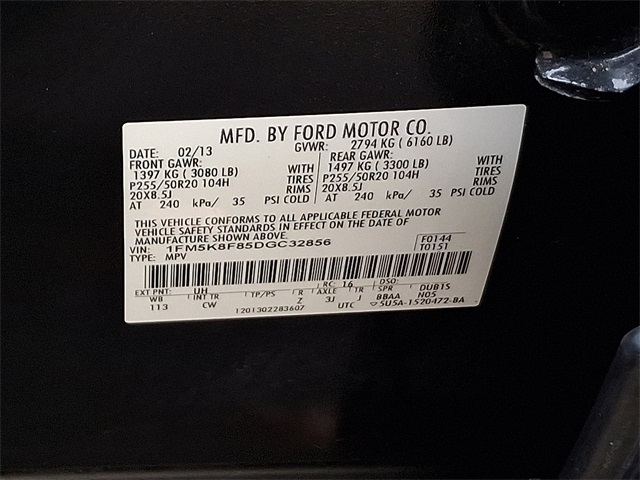 MFD. BY FORD MOTOR CO.
DATE: 02/13 GVWR: 2794 KG ( 6160 LB)
FRONT GAWR: REAR GAWR:
1397 KG ( 3080 LB) WITH 1497 KG ( 3300 LB) WITH
P255/50R20 104H TIRES P255/50R20 104H TIRES
20X8.5J RIMS 20X8.5J RIMS
AT 240 kPa/ 35 PSI COLD AT 240 kPa/ 35 PSI COLD
THIS VEHICLE CONFORMS TO ALL APPLICABLE FEDERAL MOTOR
VEHICLE SAFETY STANDARDS IN EFFECT ON THE DATE OF
MANUFACTURE SHOWN ABOVE.
VIN: 1FM5K8F85DGC32856 F0144
TYPE: MPV T0151
EXT PNT: UH RC: 16 DSO:
WB INT TR TP/PS R AXLE TR SPR DUB1S
113 CW Z 3J J BBAA N05
1201302283607 UTC ▽5U5A-1520472-BA